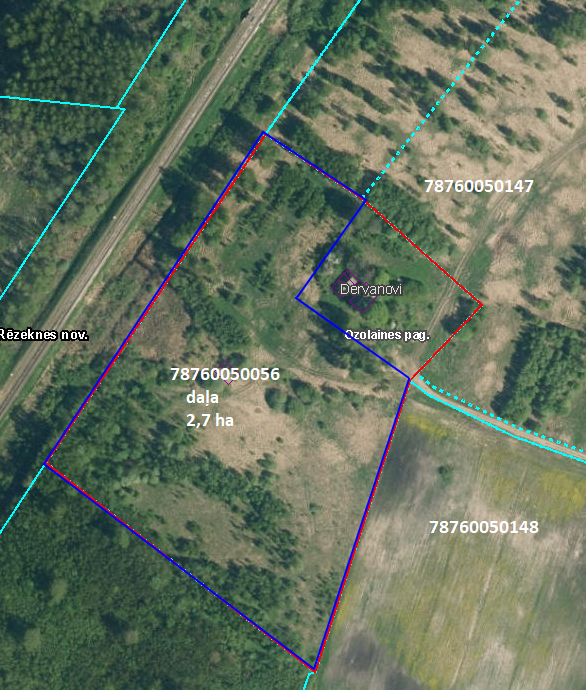 78760050147
Dervanovi
Rēzeknes nov.
Ozolaines pag.
78760050056
daļa
2,7 ha
78760050148